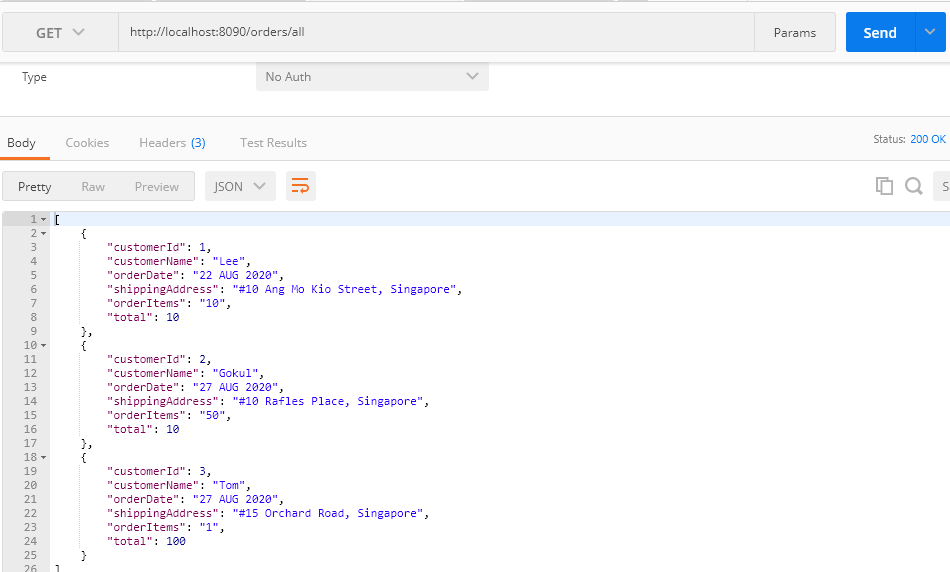 GET http://localhost:8090/orders/all Params Send
Type No Auth
Body Cookies Headers (3) Test Results Status: 200 OK
Pretty Raw Preview JSON S
1 [
2 {
3 "customerId": 1,
4 "customerName": "Lee",
5 "orderDate": "22 AUG 2020",
6 "shippingAddress": "#10 Ang Mo Kio Street, Singapore",
7 "orderItems": "10",
8 "total": 10
9 },
10 {
11 "customerId": 2,
12 "customerName": "Gokul",
13 "orderDate": "27 AUG 2020",
14 "shippingAddress": "#10 Rafles Place, Singapore",
15 "orderItems": "50",
16 "total": 10
17 },
18 {
19 "customerId": 3,
20 "customerName": "Tom",
21 "orderDate": "27 AUG 2020",
22 "shippingAddress": "#15 Orchard Road, Singapore",
23 "orderItems": "1",
24 "total": 100
25 }
26 ]